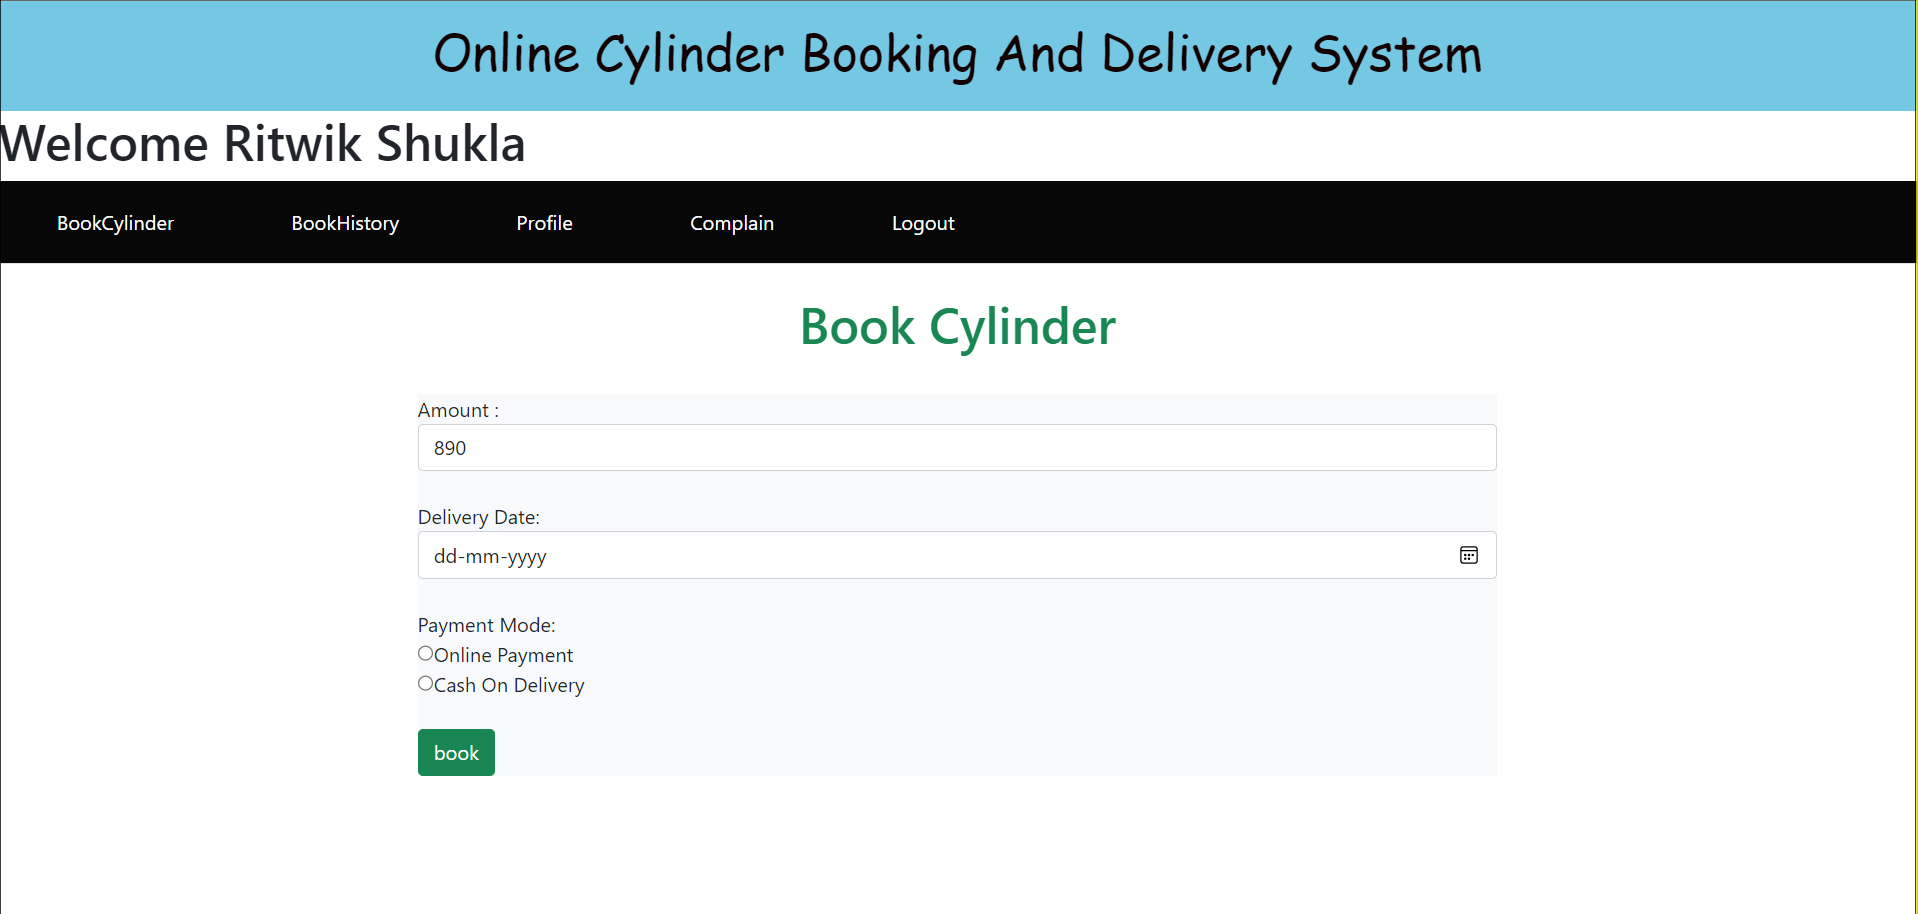 Online Cylinder Booking And Delivery System
Welcome Ritwik Shukla
BookCylinder BookHistory Profile Complain Logout
Book Cylinder
Amount :
890
Delivery Date:
dd-mm-yyyy
Payment Mode:
Online Payment
Cash On Delivery
book